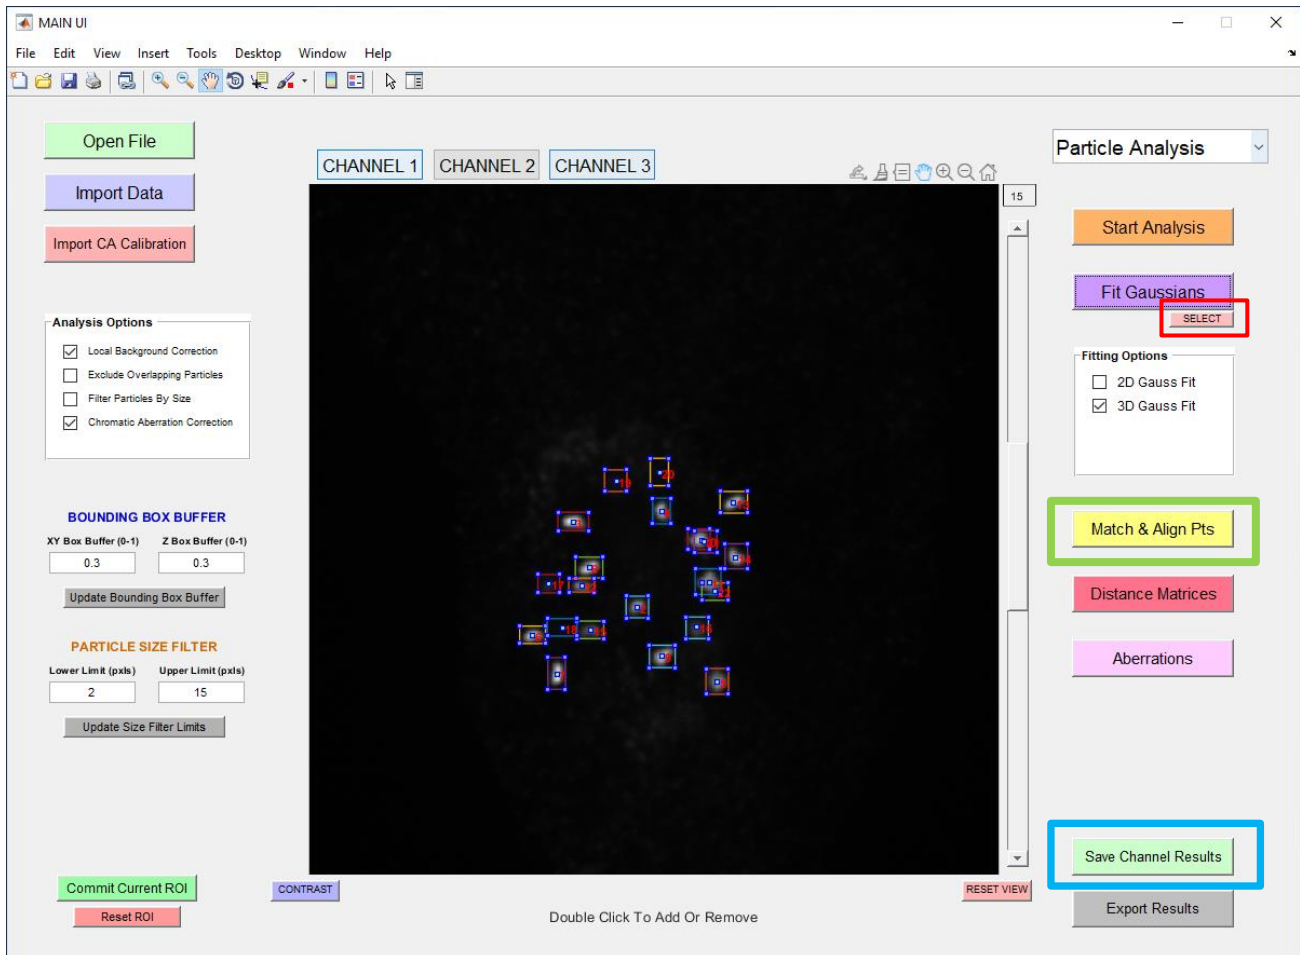 MAIN UI
File Edit View Insert Tools Desktop Window Help
Open File
Import Data
Import CA Calibration
Analysis Options
Local Background Correction
Exclude Overlapping Particles
Filter Particles By Size
Chromatic Aberration Correction
BOUNDING BOX BUFFER
XY Box Buffer (0-1) Z Box Buffer (0-1)
0.3 0.3
Update Bounding Box Buffer
PARTICLE SIZE FILTER
Lower Limit (pxls) Upper Limit (pxls)
2 15
Update Size Filter Limits
Commit Current ROI
Reset ROI
CHANNEL 1 CHANNEL 2 CHANNEL 3
15
20
17
18
CONTRAST
RESET VIEW
Double Click To Add Or Remove
Particle Analysis
Start Analysis
Fit Gaussians
SELECT
Fitting Options
2D Gauss Fit
3D Gauss Fit
Match & Align Pts
Distance Matrices
Aberrations
Save Channel Results
Export Results